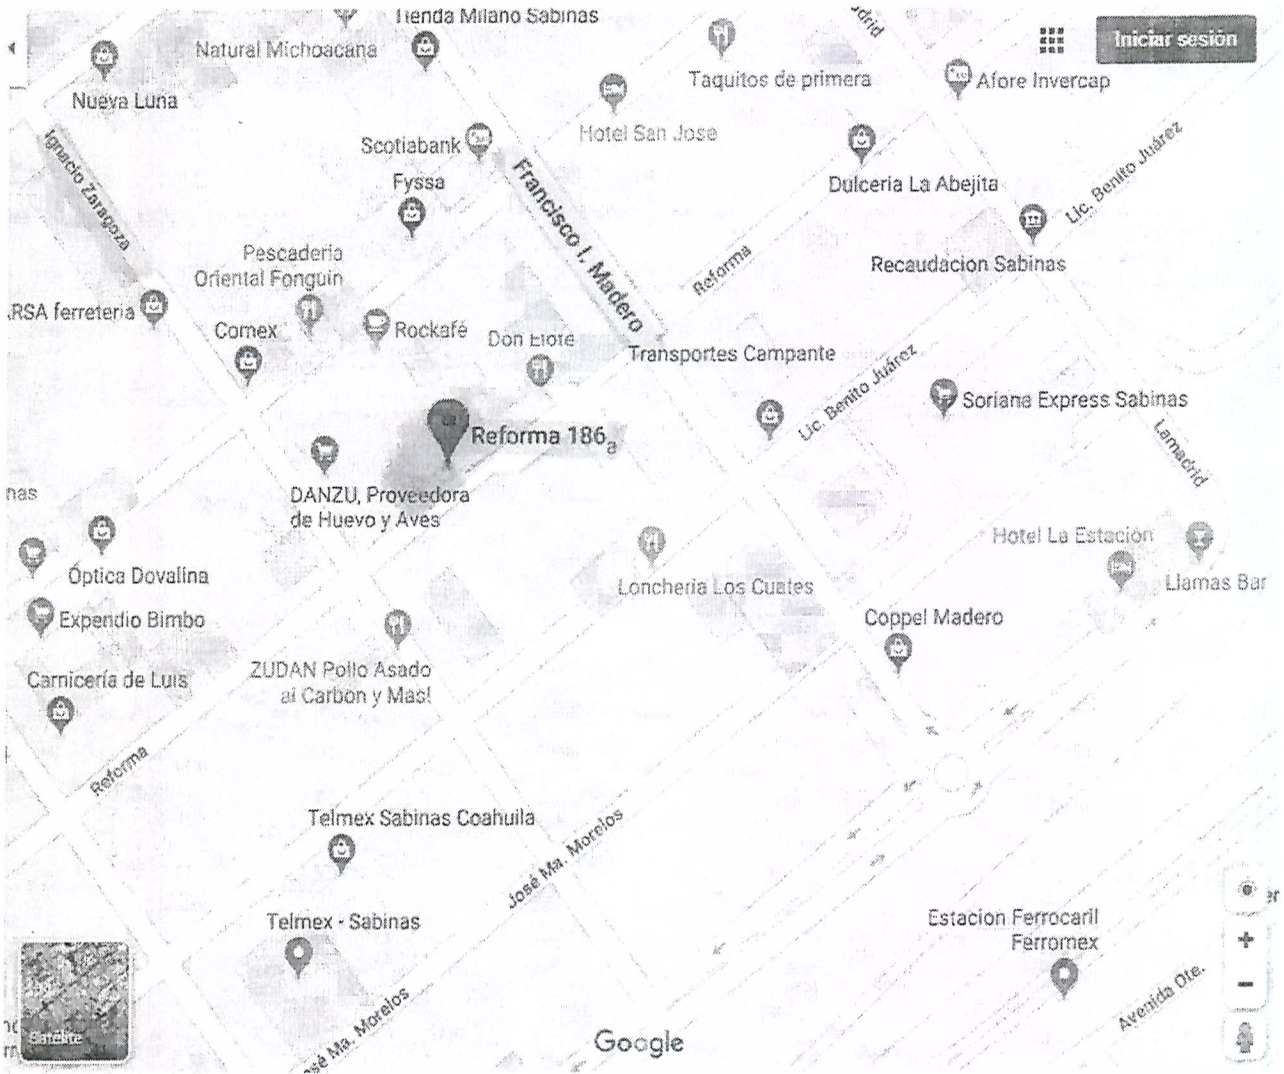 Tienda Milano Sabinas
Natural Michoacana
Nueva Luna
Taquitos de primera
Iniciar sesión
Afore Invercap
Hotel San Jose
Scotiabank
Fyssa
Ignacio Zaragoza
Francisco I. Madero
Dulceria La Abejita
Lic. Benito Juárez
Recaudacion Sabinas
Reforma
Pescaderia
Oriental Fonguin
ARSA ferreteria
Comex
Rockafé
Don Elote
Transportes Campante
Lic. Benito Juárez
Soriana Express Sabinas
Reforma 186a
Lamadrid
DANZU, Proveedora
de Huevo y Aves
nas
Óptica Dovalina
Expendio Bimbo
Hotel La Estación
Llamas Bar
Loncheria Los Cuates
Coppel Madero
Carnicería de Luis
ZUDAN Pollo Asado
al Carbón y Mas!
Reforma
Telmex Sabinas Coahuila
José Ma. Morelos
Telmex - Sabinas
Estacion Ferrocaril
Ferromex
Avenida Ote.
José Ma. Morelos
Satélite
Google